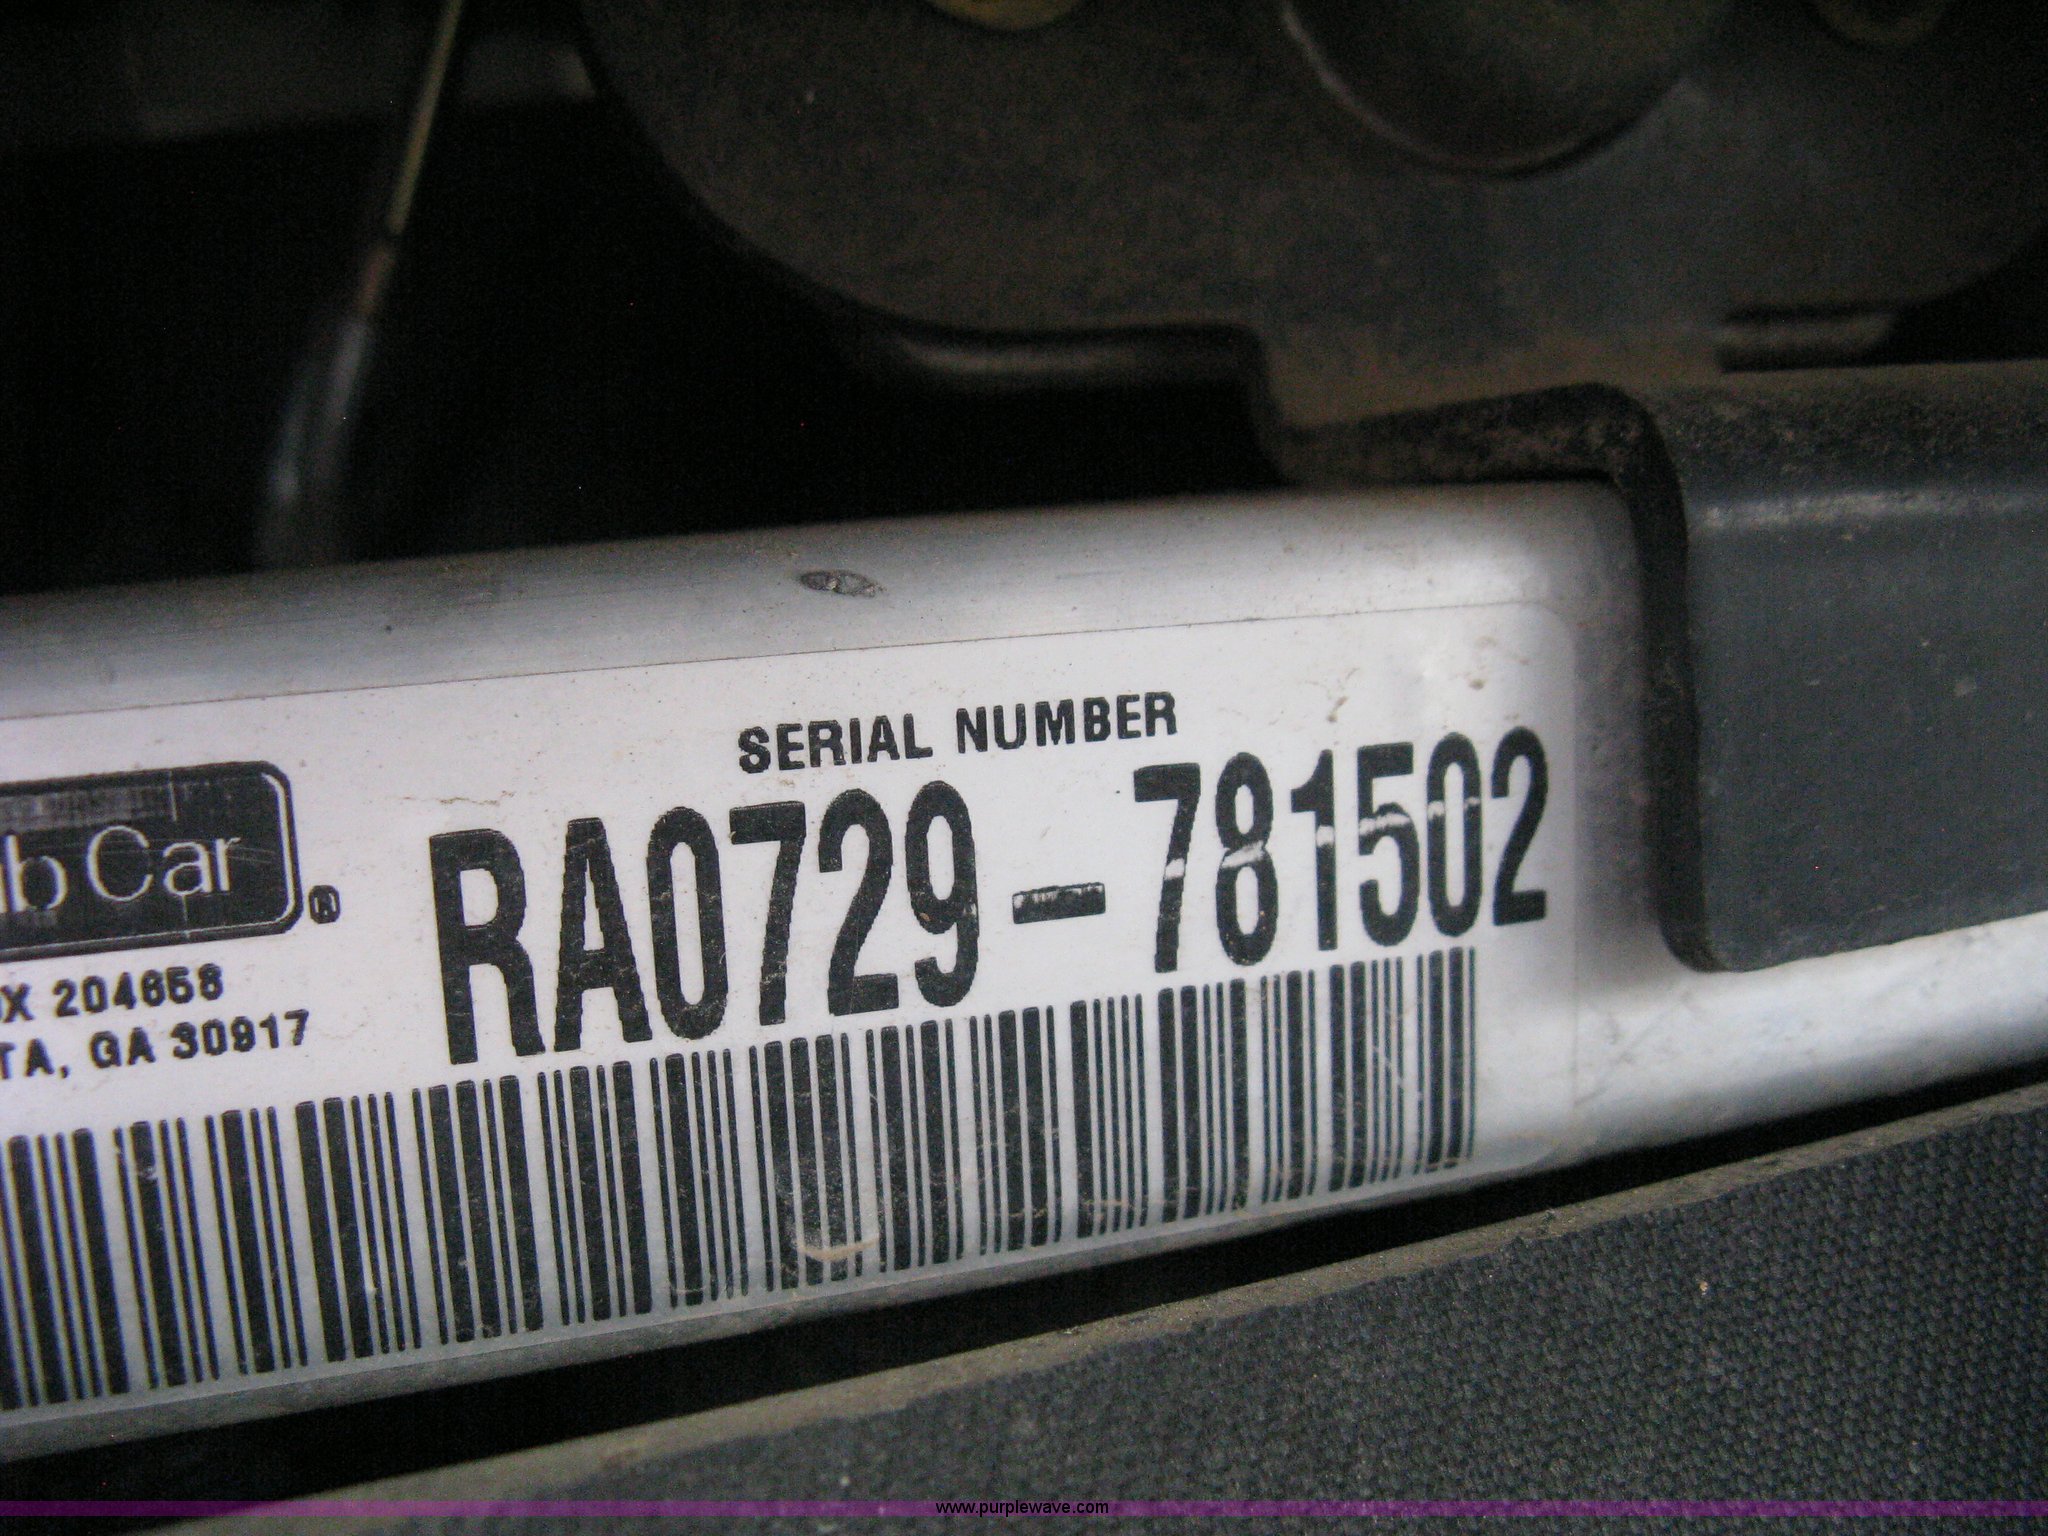 SERIAL NUMBER
RA0729-781502
b Car ®
X 204658
TA, GA 30917
www.purplewave.com